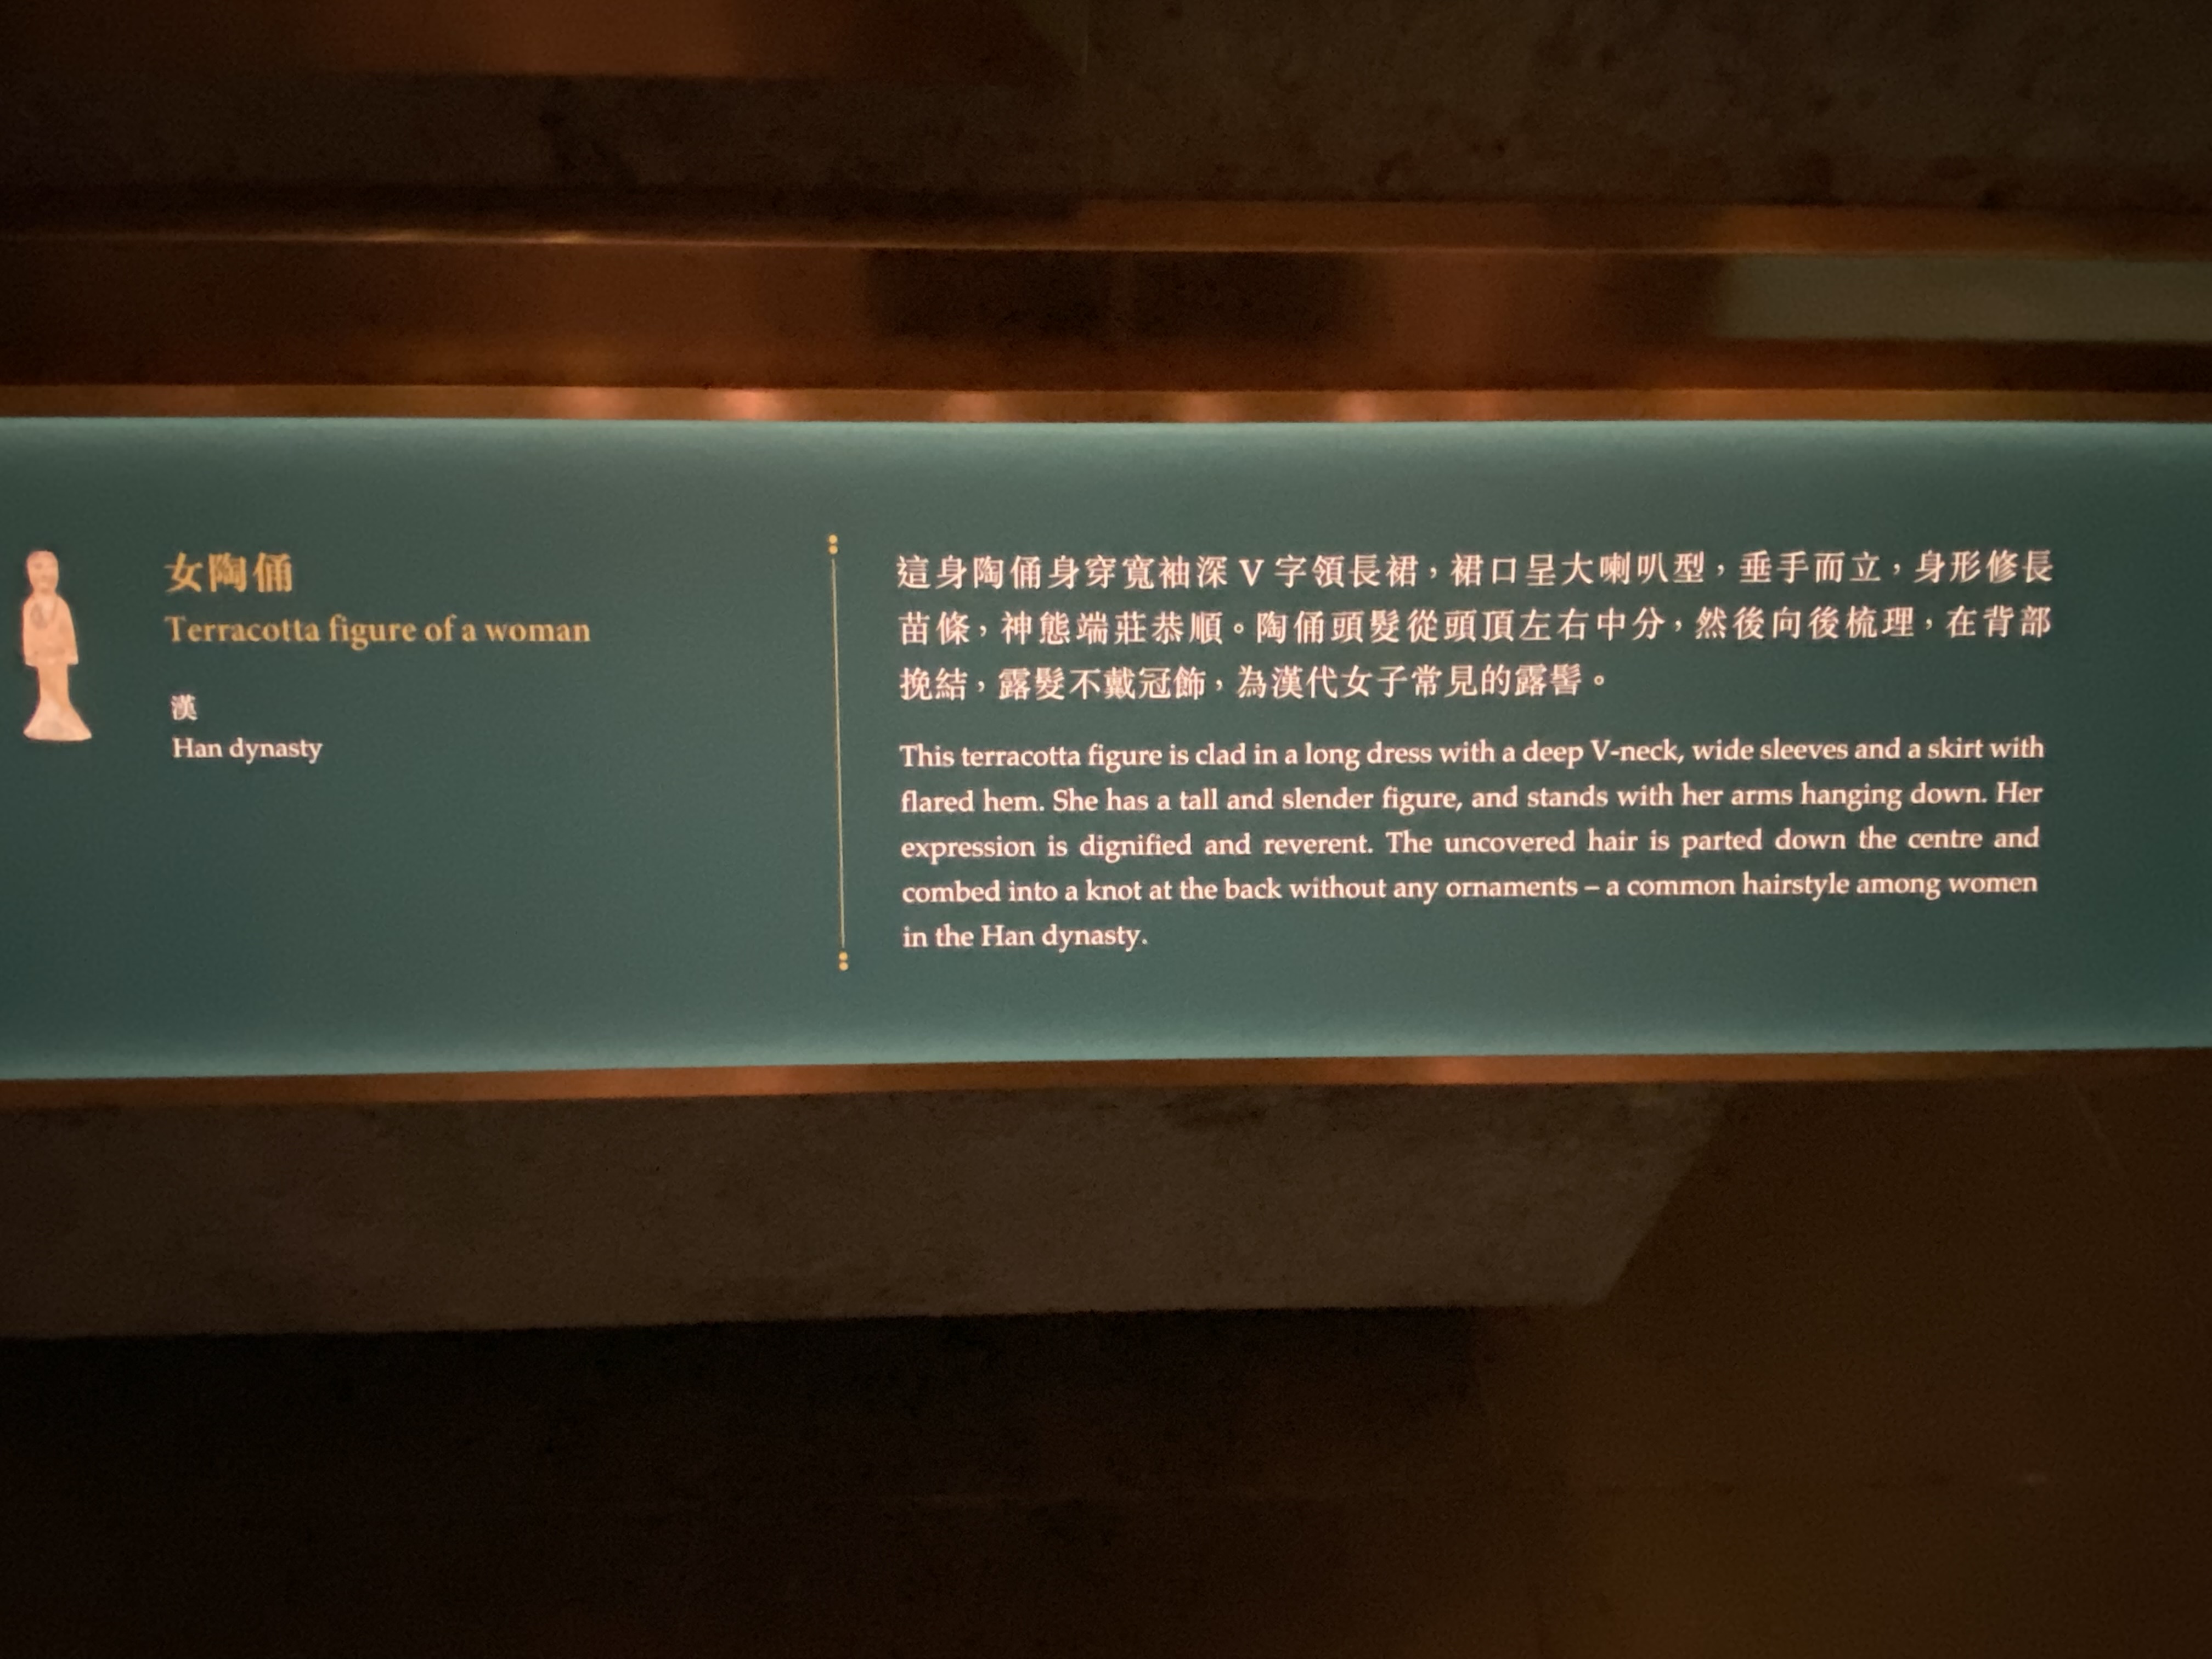 女陶俑
Terracotta figure of a woman
漢
Han dynasty
這身陶俑身穿寬袖深 V 字領長裙，裙口呈大喇叭型，垂手而立，身形修長
苗條，神態端莊恭順。陶俑頭髮從頭頂左右中分，然後向後梳理，在背部
挽結，露髮不戴冠飾，為漢代女子常見的露髻。
This terracotta figure is clad in a long dress with a deep V-neck, wide sleeves and a skirt with
flared hem. She has a tall and slender figure, and stands with her arms hanging down. Her
expression is dignified and reverent. The uncovered hair is parted down the centre and
combed into a knot at the back without any ornaments – a common hairstyle among women
in the Han dynasty.